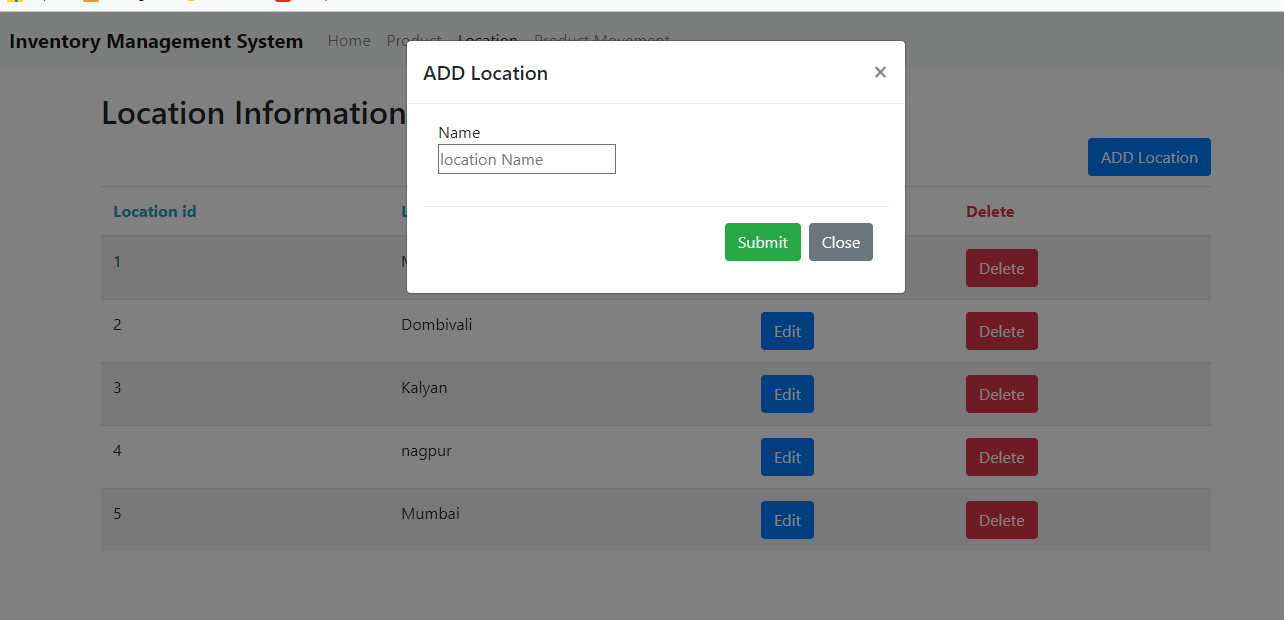 Inventory Management System Home Product Location Product Movement
ADD Location ×
Location Information
Name
location Name
ADD Location
Location id Delete
Submit Close
1 Delete
2 Dombivali Edit Delete
3 Kalyan Edit Delete
4 nagpur Edit Delete
5 Mumbai Edit Delete